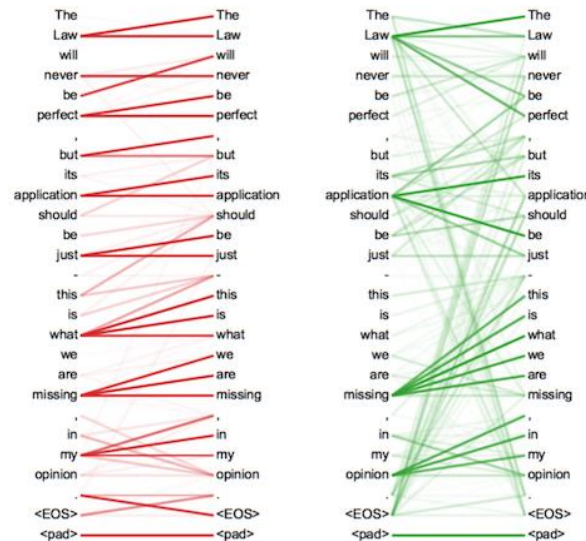 The The The The
Law Law Law Law
will will will will
never never never never
be be be be
perfect perfect perfect perfect
, , , ,
but but but but
its its its its
application application application application
should should should should
be be be be
just just just just
- - - -
this this this this
is is is is
what what what what
we we we we
are are are are
missing missing missing missing
, , , ,
in in in in
my my my my
opinion opinion opinion opinion
. . . .
<EOS> <EOS> <EOS> <EOS>
<pad> <pad> <pad> <pad>